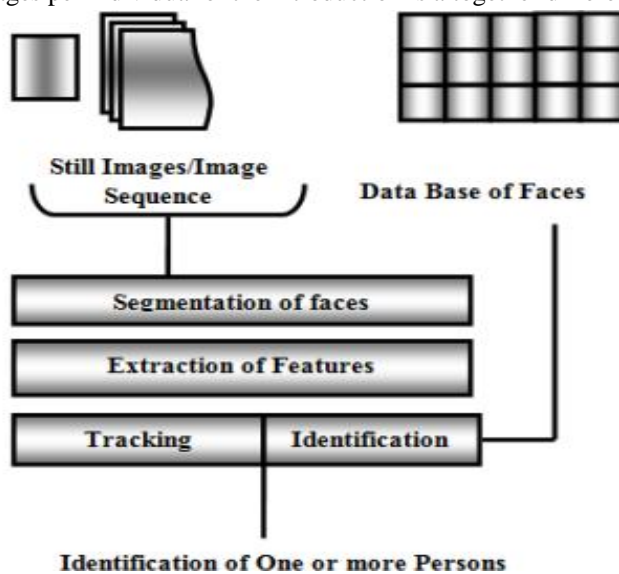 Still Images/Image
Sequence
Data Base of Faces
Segmentation of faces
Extraction of Features
Tracking
Identification
Identification of One or more Persons